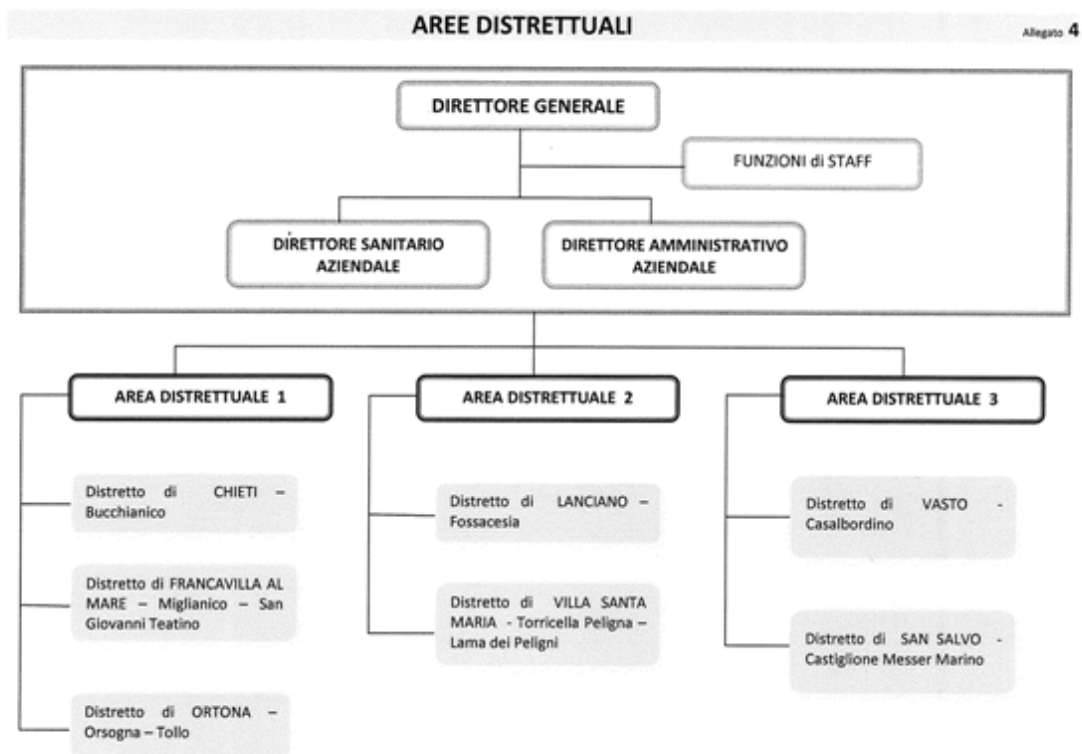 AREE DISTRETTUALI
Allegato 4
DIRETTORE GENERALE
FUNZIONI di STAFF
DIRETTORE SANITARIO
AZIENDALE
DIRETTORE AMMINISTRATIVO
AZIENDALE
AREA DISTRETTUALE 1
AREA DISTRETTUALE 2
AREA DISTRETTUALE 3
Distretto di CHIETI –
Bucchianico
Distretto di FRANCAVILLA AL
MARE – Miglianico – San
Giovanni Teatino
Distretto di ORTONA –
Orsogna – Tollo
Distretto di LANCIANO –
Fossacesia
Distretto di VILLA SANTA
MARIA - Torricella Peligna –
Lama dei Peligni
Distretto di VASTO -
Casalbordino
Distretto di SAN SALVO -
Castiglione Messer Marino